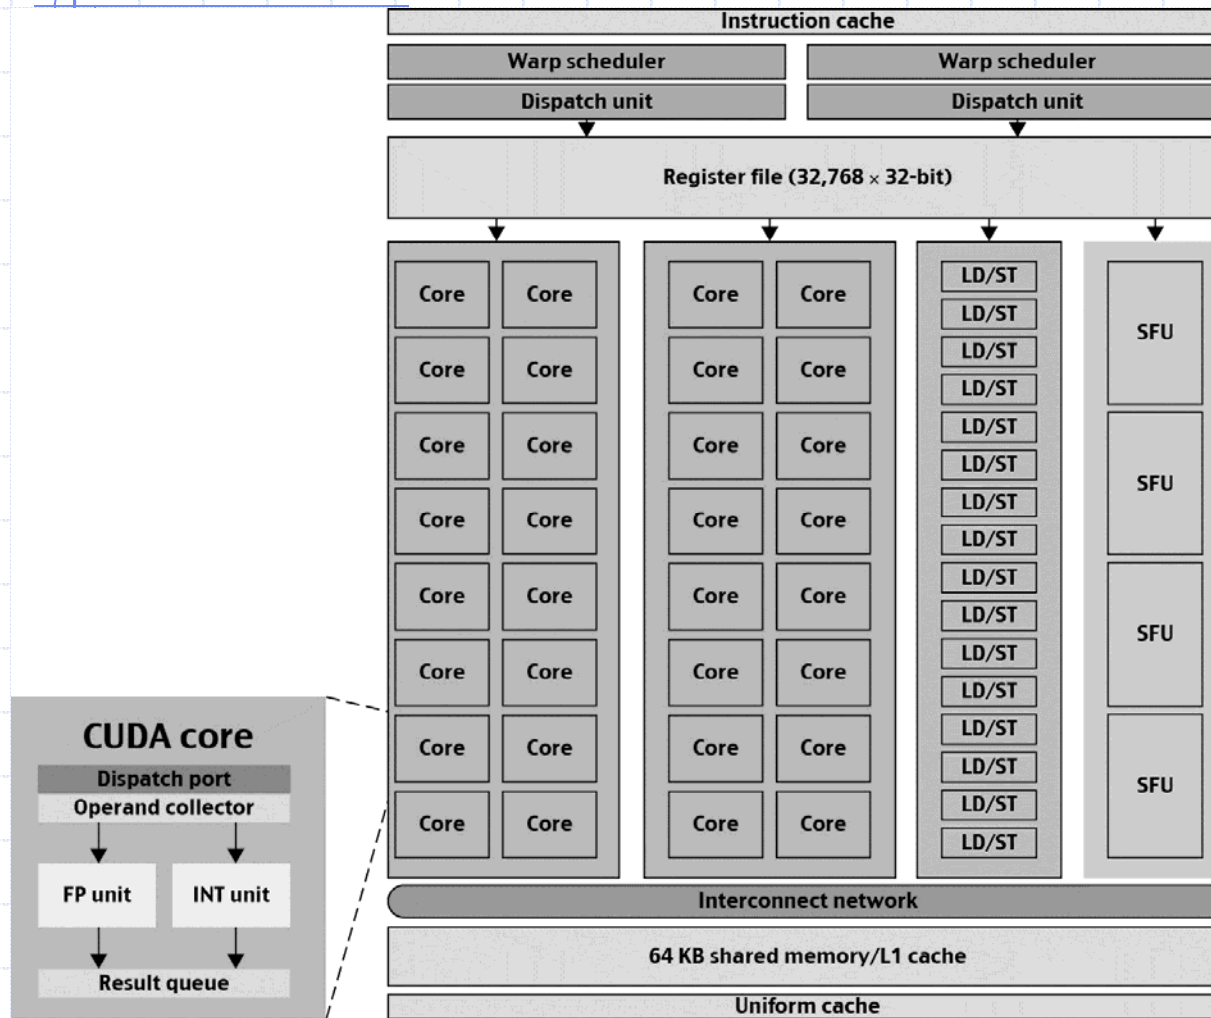 Instruction cache
Warp scheduler Warp scheduler
Dispatch unit Dispatch unit
Register file (32,768 × 32-bit)
Core Core Core Core LD/ST SFU
LD/ST
Core Core Core Core LD/ST
LD/ST
Core Core Core Core LD/ST SFU
LD/ST
Core Core Core Core LD/ST
LD/ST
Core Core Core Core LD/ST SFU
LD/ST
Core Core Core Core LD/ST
LD/ST
Core Core Core Core LD/ST SFU
LD/ST
Core Core Core Core LD/ST
LD/ST
CUDA core
Dispatch port
Operand collector
FP unit INT unit
Result queue
Interconnect network
64 KB shared memory/L1 cache
Uniform cache